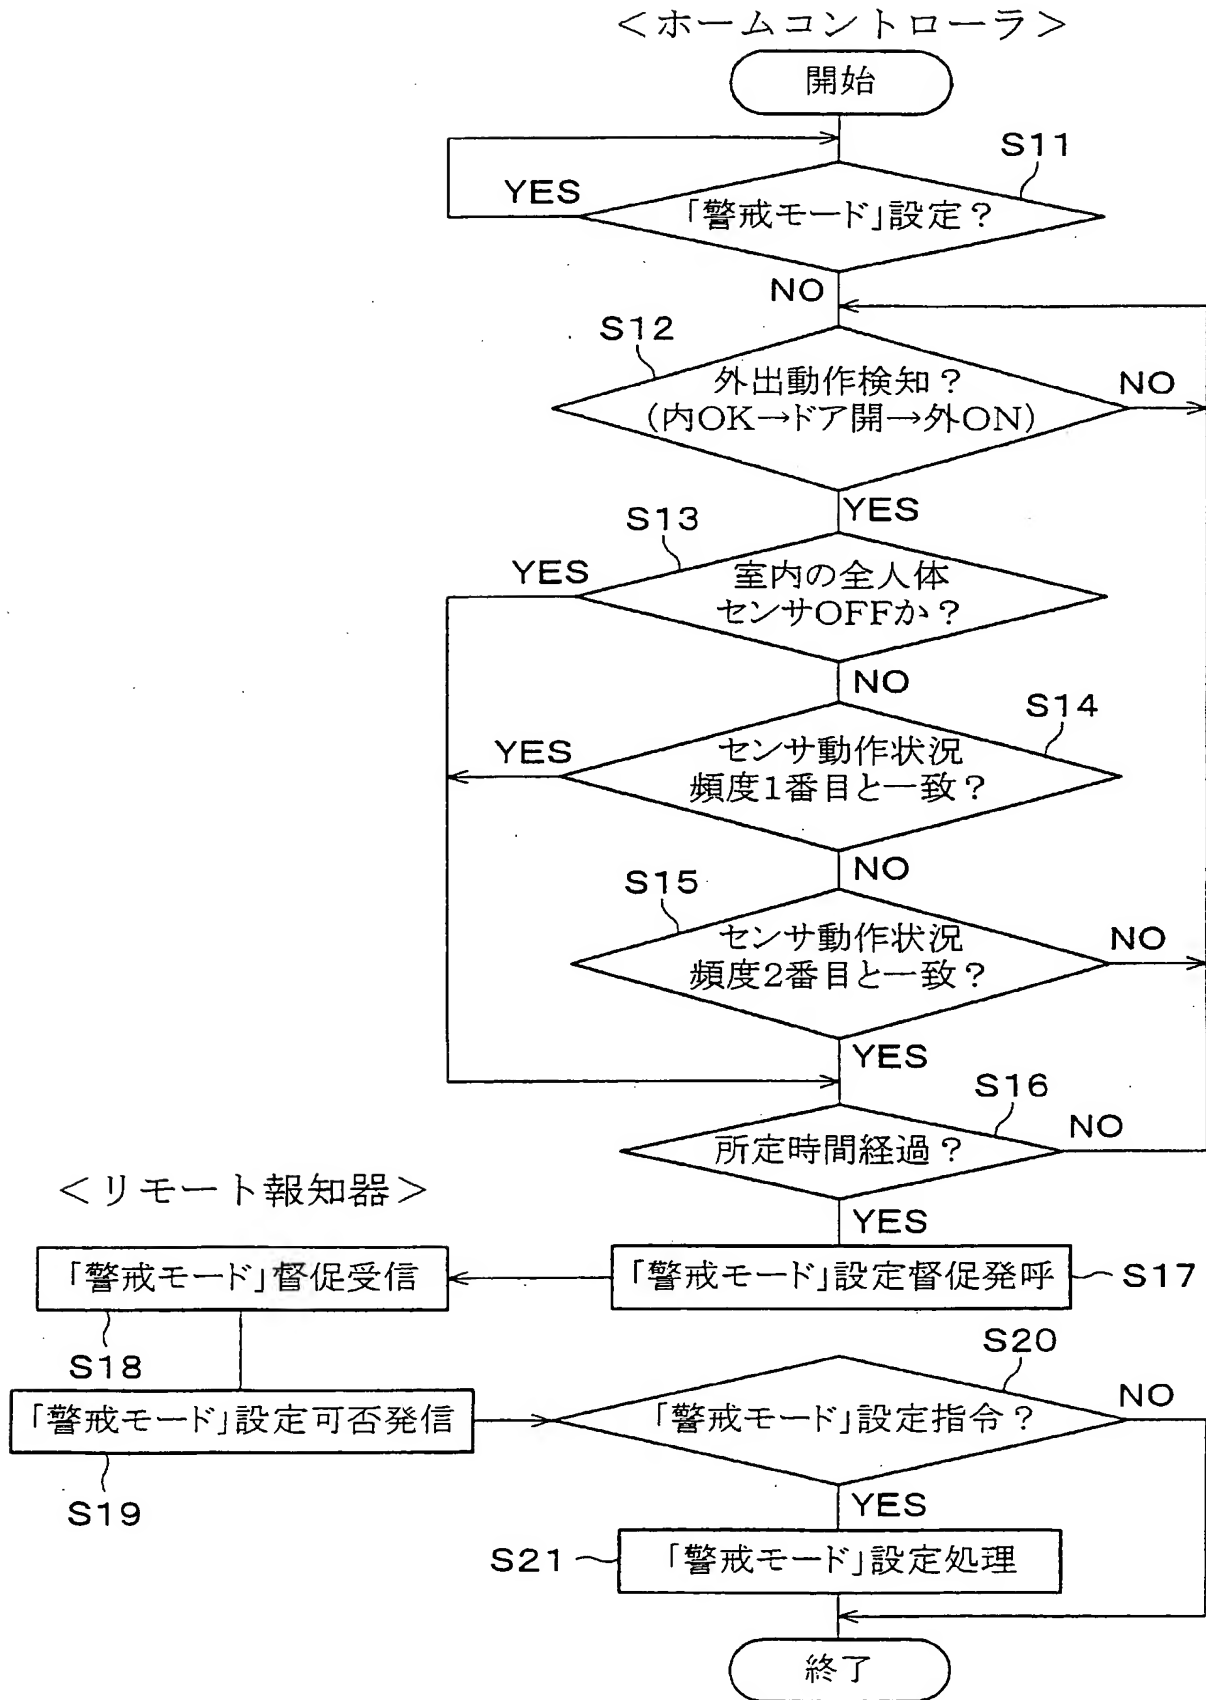 ＜ホームコントローラ＞
開始
S11
YES
「警戒モード」設定？
NO
S12
外出動作検知？
(内OK→ドア開→外ON)
NO
YES
S13
YES
室内の全人体
センサOFFか？
NO
S14
YES
センサ動作状況
頻度1番目と一致？
NO
S15
センサ動作状況
頻度2番目と一致？
NO
YES
S16
所定時間経過？
NO
YES
＜リモート報知器＞
「警戒モード」督促受信
「警戒モード」設定督促発呼
S17
S18
S20
「警戒モード」設定可否発信
「警戒モード」設定指令？
NO
S19
YES
S21
「警戒モード」設定処理
終了